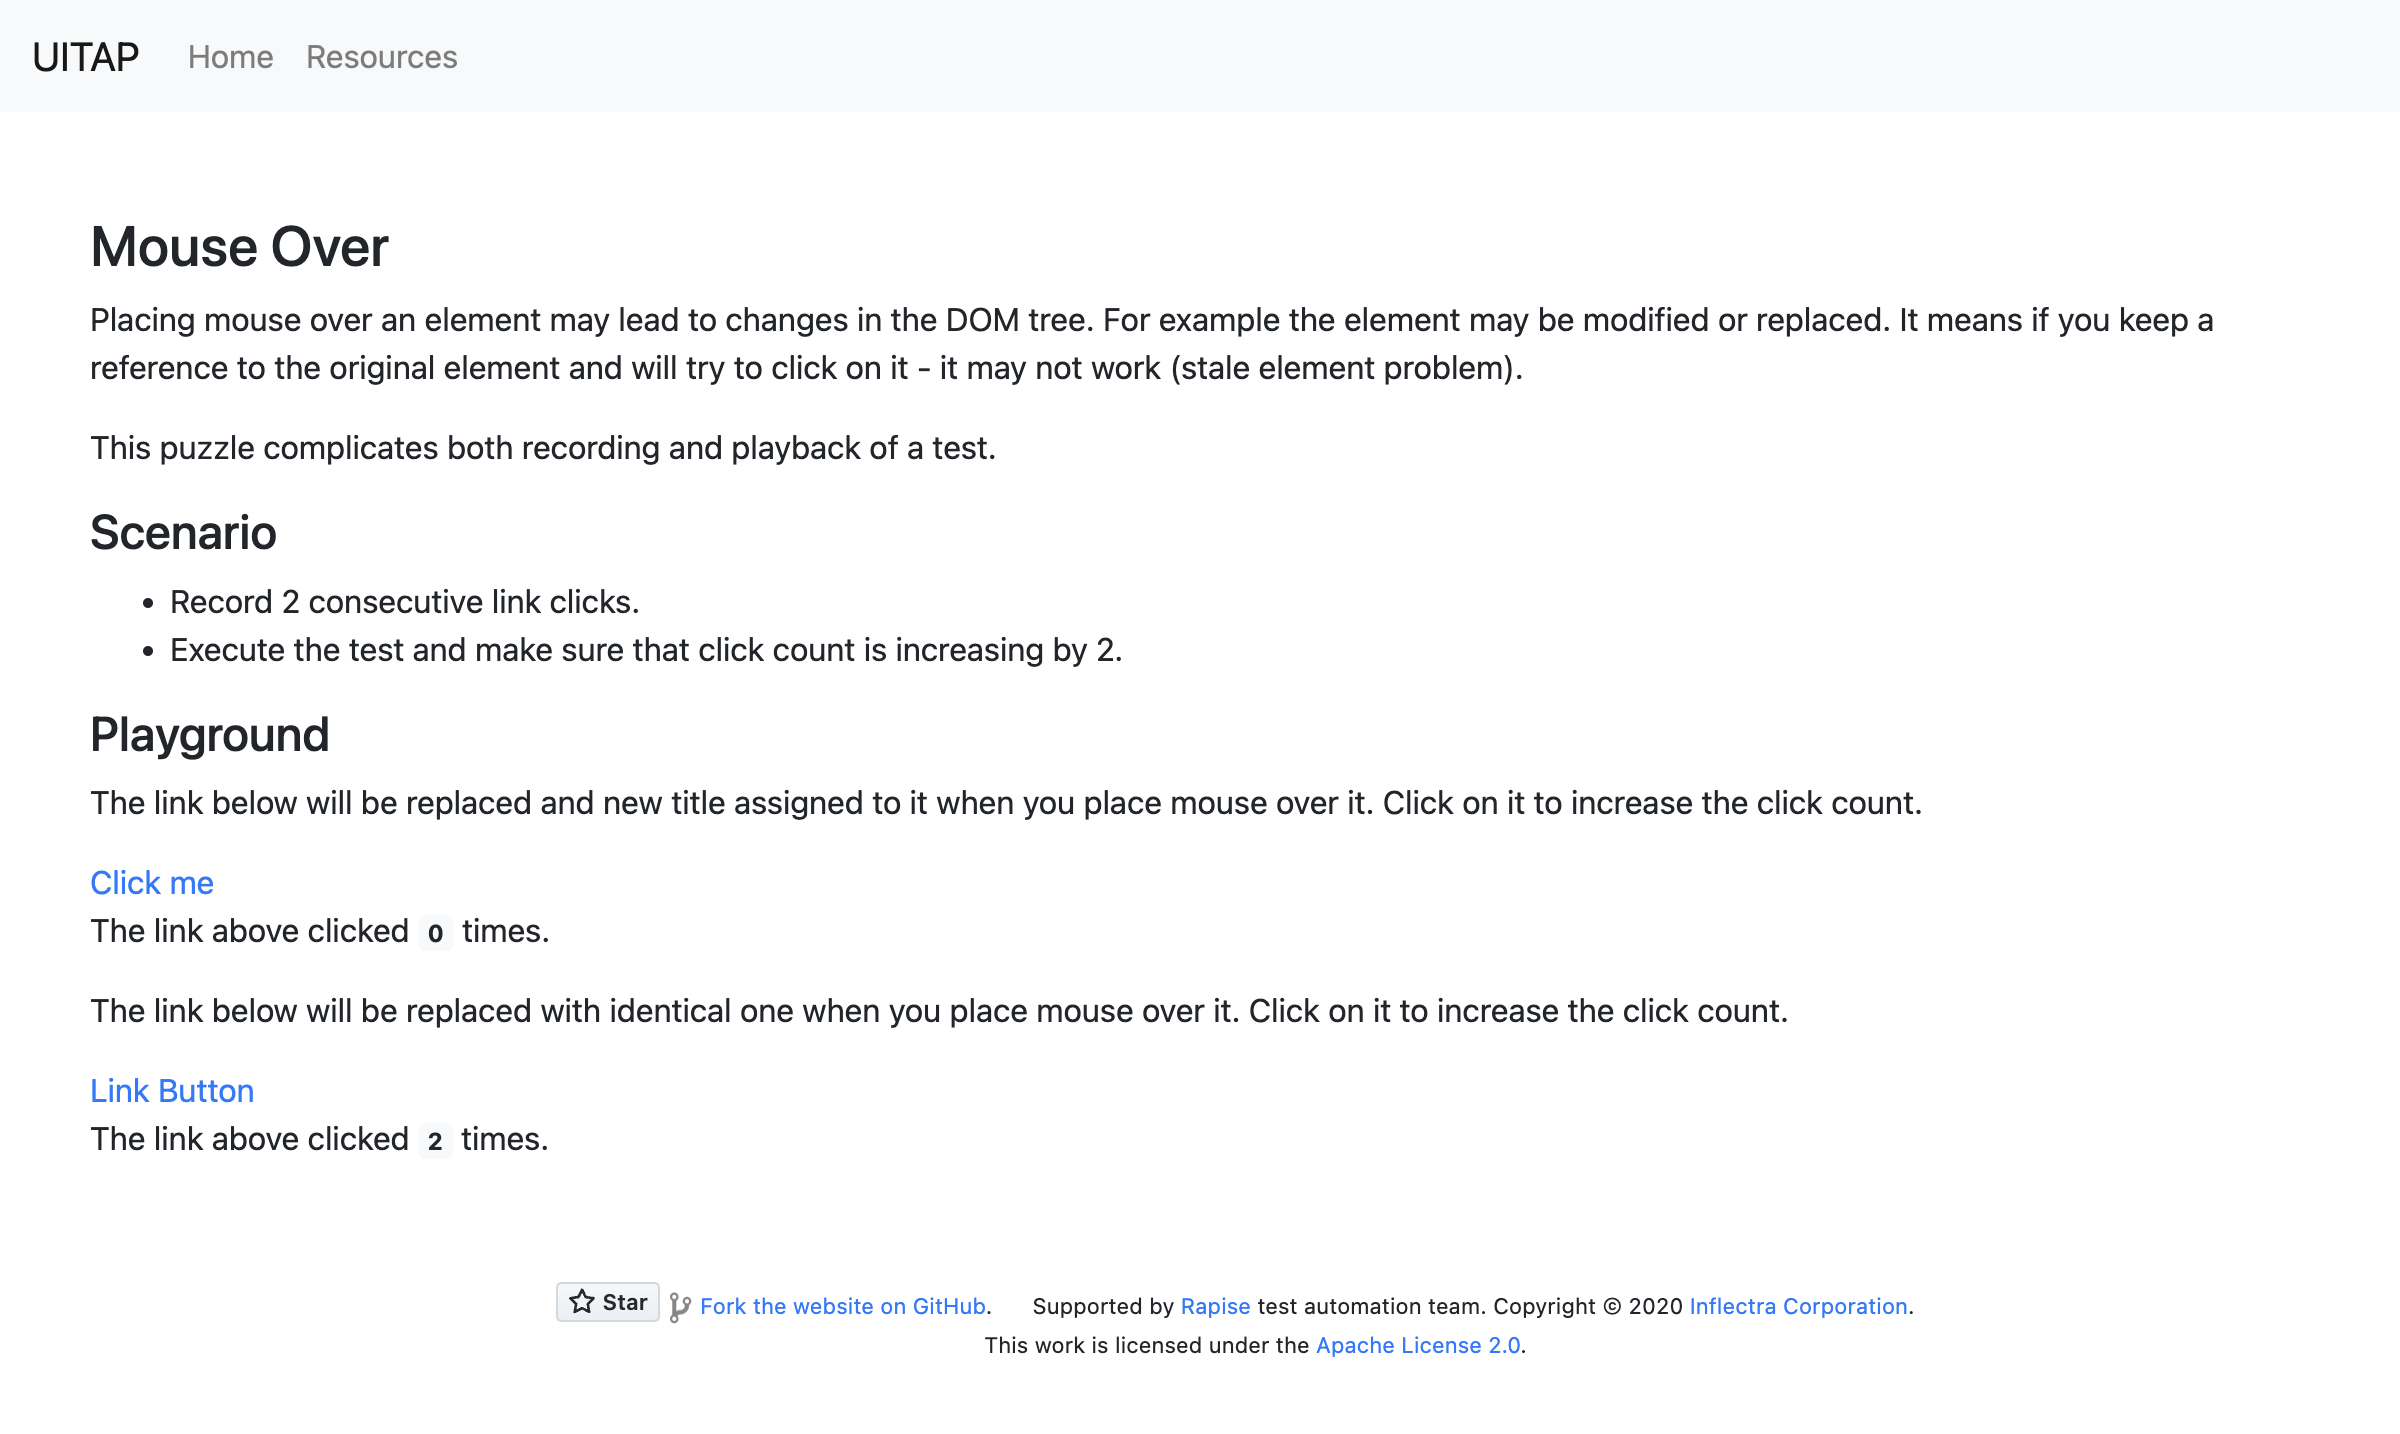 UITAP Home Resources
Mouse Over
Placing mouse over an element may lead to changes in the DOM tree. For example the element may be modified or replaced. It means if you keep a
reference to the original element and will try to click on it - it may not work (stale element problem).
This puzzle complicates both recording and playback of a test.
Scenario
• Record 2 consecutive link clicks.
• Execute the test and make sure that click count is increasing by 2.
Playground
The link below will be replaced and new title assigned to it when you place mouse over it. Click on it to increase the click count.
Click me
The link above clicked 0 times.
The link below will be replaced with identical one when you place mouse over it. Click on it to increase the click count.
Link Button
The link above clicked 2 times.
Star Fork the website on GitHub. Supported by Rapise test automation team. Copyright © 2020 Inflectra Corporation.
This work is licensed under the Apache License 2.0.